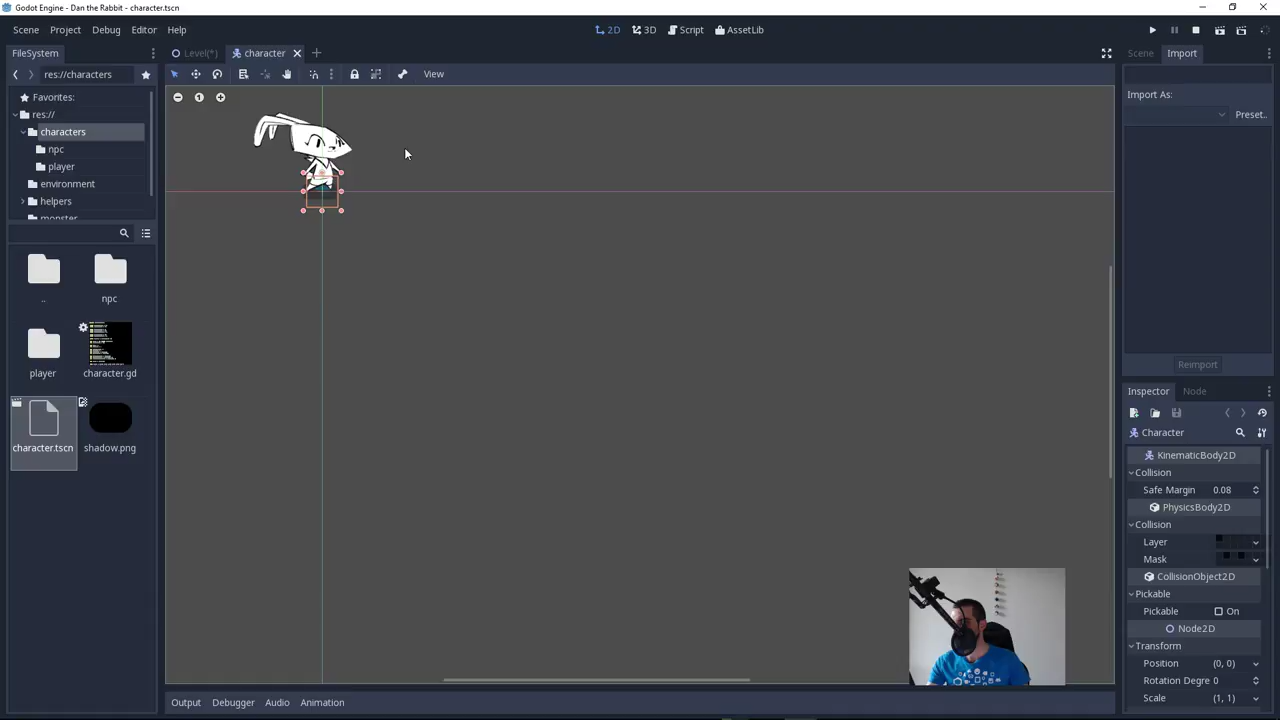 Godot Engine - Dan the Rabbit - character.tscn
Scene Project Debug Editor Help
2D 3D Script AssetLib
FileSystem
Level(*) character
Scene Import
res://characters
View
Favorites:
res://
characters
npc
player
environment
helpers
monster
1
Import As:
Preset..
Reimport
.. npc
player character.gd
character.tscn shadow.png
Inspector Node
Character
KinematicBody2D
Collision
Safe Margin 0.08
PhysicsBody2D
Collision
Layer
Mask
CollisionObject2D
Pickable
Pickable On
Node2D
Transform
Position (0, 0)
Rotation Degre 0
Scale (1, 1)
Output Debugger Audio Animation